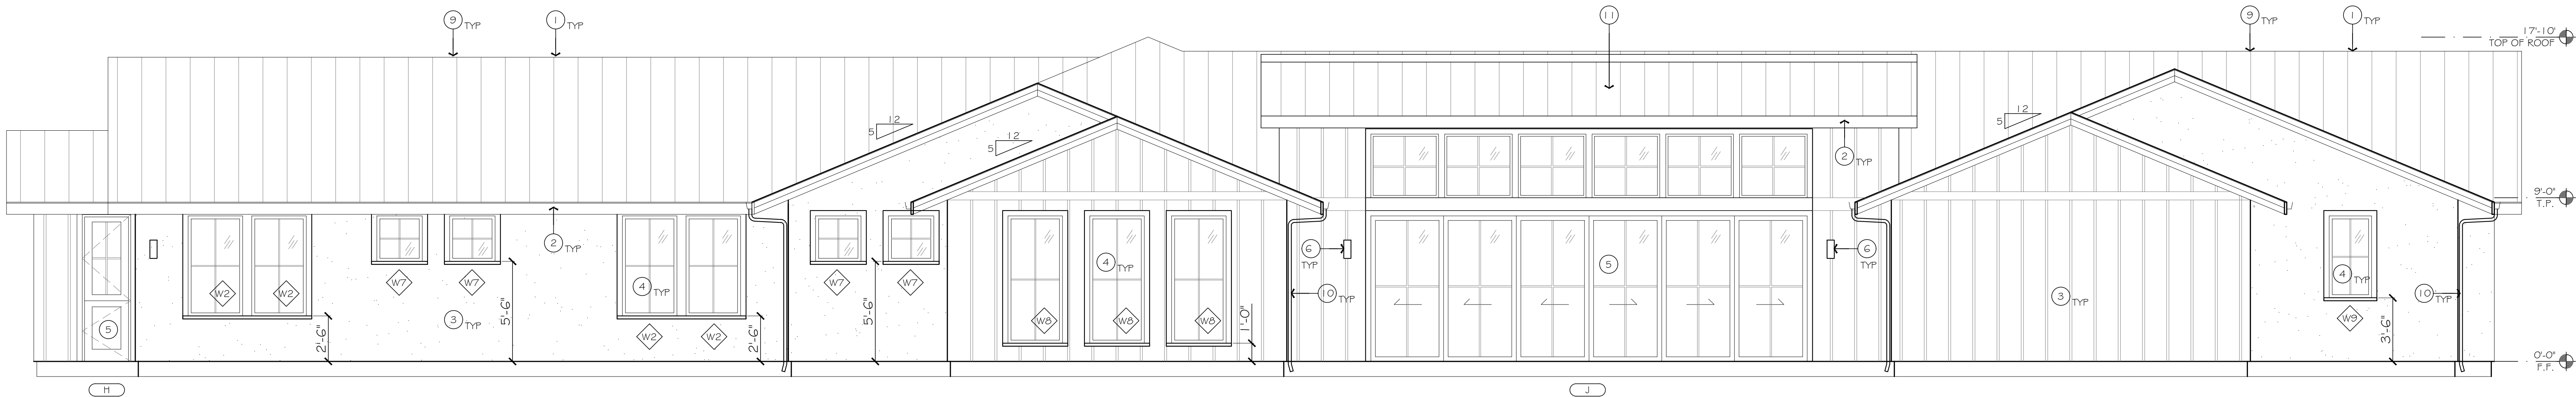 9 TYP
1 TYP
11
9 TYP
1 TYP
17'-10"
TOP OF ROOF
12
5
12
5
12
5
2 TYP
9'-0"
T.P.
2 TYP
6
TYP
6
TYP
4 TYP
5
4 TYP
W7
W7
W7
W7
W2
W2
4 TYP
10 TYP
3 TYP
10 TYP
5
3 TYP
5'-6"
5'-6"
W8
W8
W8
1'-0"
W9
3'-6"
2'-6"
W2
W2
2'-6"
0'-0"
F.F.
H
J